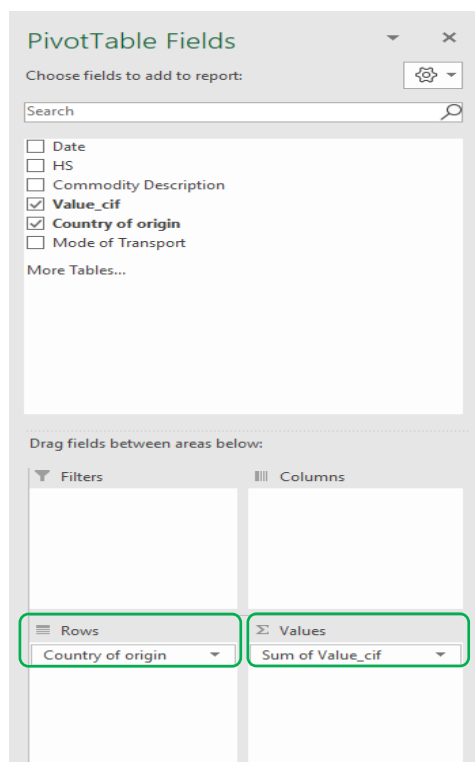 PivotTable Fields
Choose fields to add to report:
Search
Date
HS
Commodity Description
Value_cif
Country of origin
Mode of Transport
More Tables...
Drag fields between areas below:
Filters
Columns
Rows
Σ Values
Country of origin
Sum of Value_cif